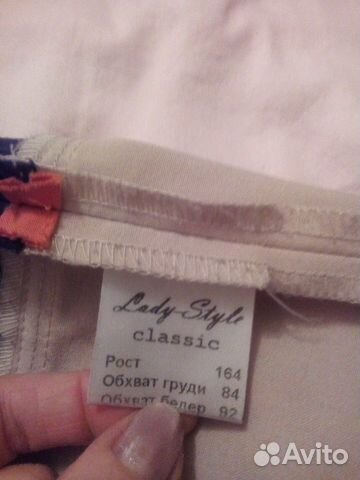 Lady-Style
classic
Рост 164
Обхват груди 84
Обхват бедер 92
Avito